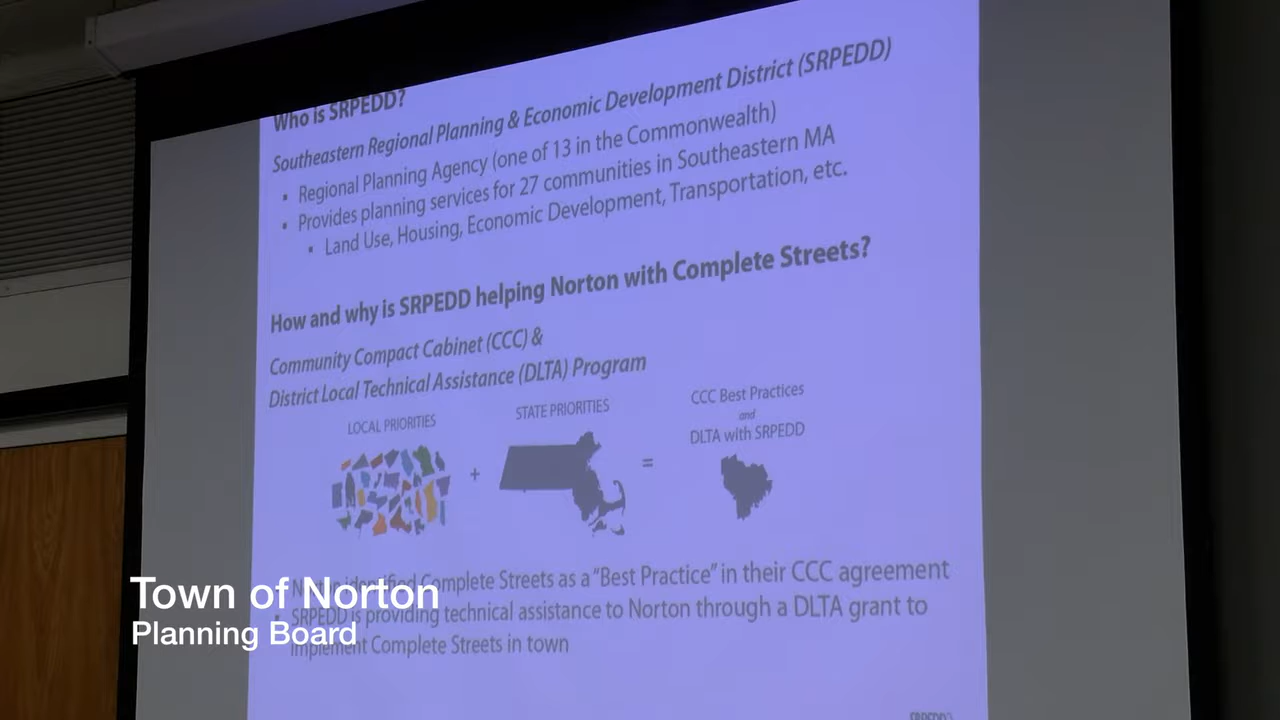 Who is SRPEDD?
Southeastern Regional Planning & Economic Development District (SRPEDD)
▪ Regional Planning Agency (one of 13 in the Commonwealth)
▪ Provides planning services for 27 communities in Southeastern MA
▪ Land Use, Housing, Economic Development, Transportation, etc.
How and why is SRPEDD helping Norton with Complete Streets?
Community Compact Cabinet (CCC) &
District Local Technical Assistance (DLTA) Program
LOCAL PRIORITIES
+
STATE PRIORITIES
=
CCC Best Practices
and
DLTA with SRPEDD
Norton identified Complete Streets as a “Best Practice” in their CCC agreement
▪ SRPEDD is providing technical assistance to Norton through a DLTA grant to
implement Complete Streets in town
SRPEDD
Town of Norton
Planning Board